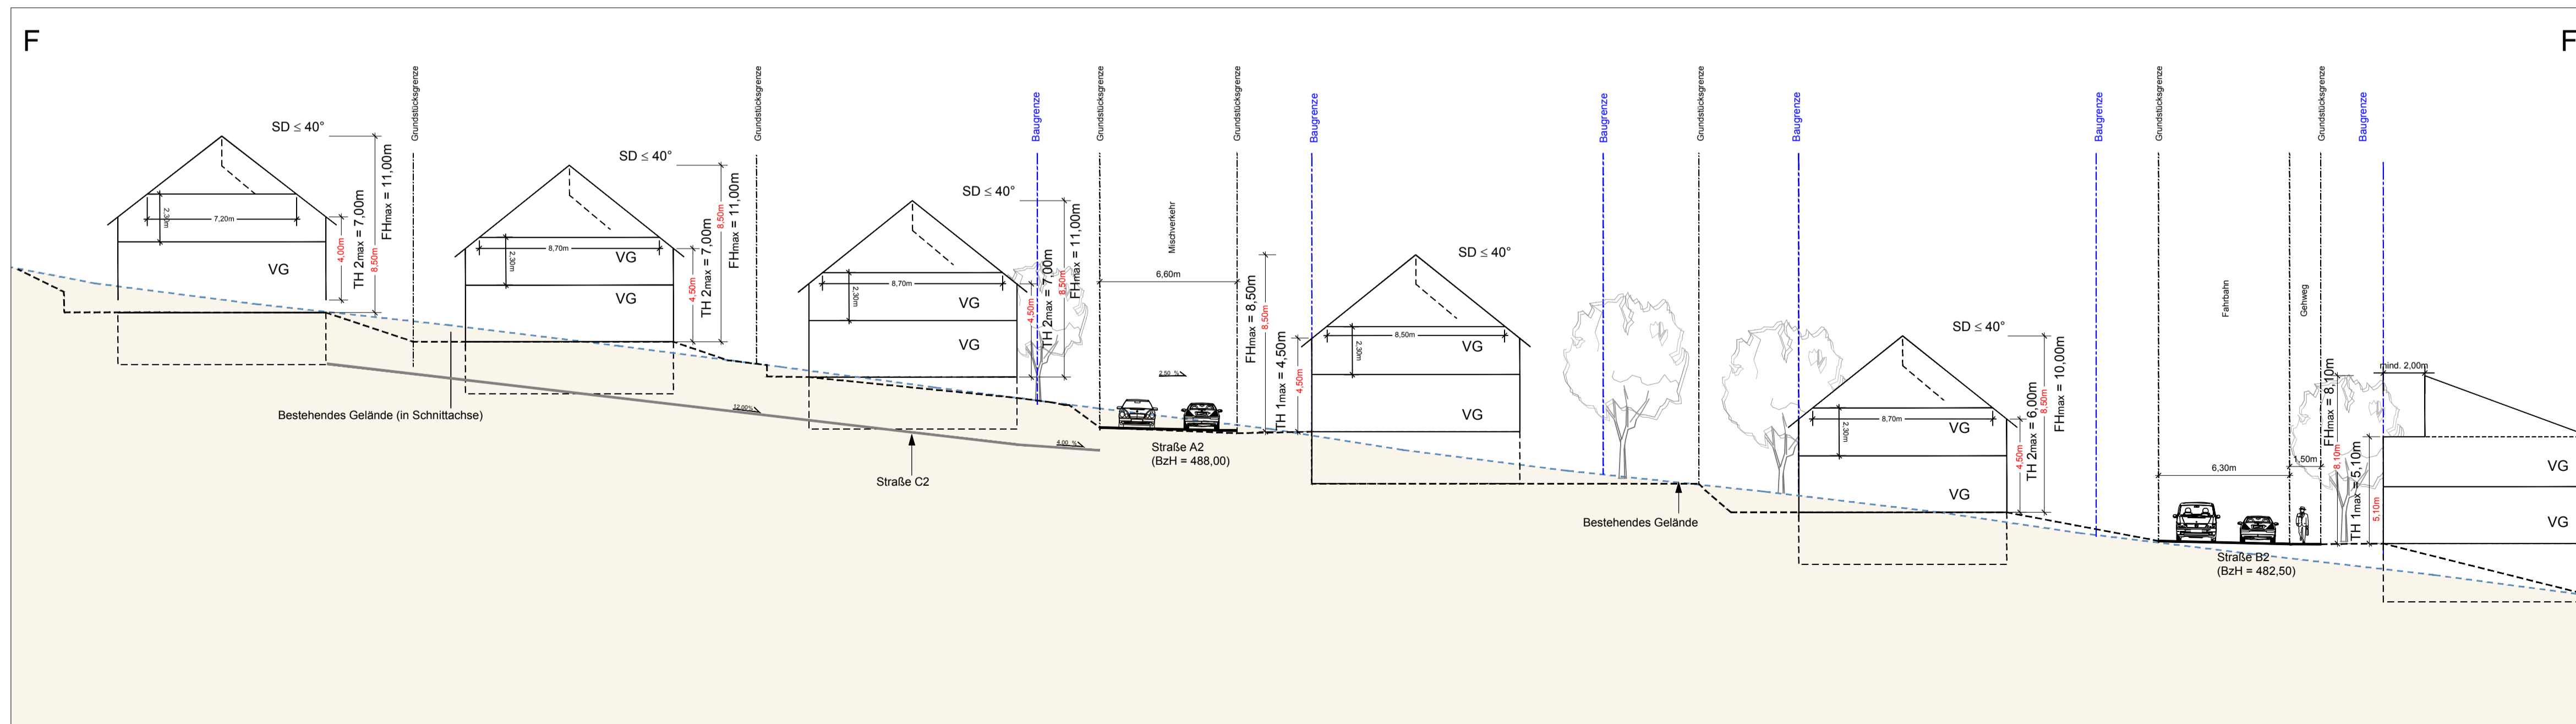 F
F
SD ≤ 40°
2,30m
7,20m
VG
4,00m
TH 2max = 7,00m
8,50m
FHmax = 11,00m
Grundstücksgrenze
SD ≤ 40°
2,30m
8,70m
VG
VG
4,50m
TH 2max = 7,00m
8,50m
FHmax = 11,00m
Grundstücksgrenze
SD ≤ 40°
2,30m
8,70m
VG
VG
4,50m
TH 2max = 7,00m
8,50m
FHmax = 11,00m
Baugrenze
Grundstücksgrenze
Mischverkehr
6,60m
2,50 %
Grundstücksgrenze
Bestehendes Gelände (in Schnittachse)
12,00%
4,00 %
Straße C2
Straße A2
(BzH = 488,00)
FHmax = 8,50m
8,50m
TH 1max = 4,50m
4,50m
Baugrenze
SD ≤ 40°
8,50m
2,30m
VG
VG
Baugrenze
Bestehendes Gelände
Grundstücksgrenze
Baugrenze
SD ≤ 40°
8,70m
2,30m
VG
VG
4,50m
TH 2max = 6,00m
8,50m
FHmax = 10,00m
Baugrenze
Grundstücksgrenze
Fahrbahn
6,30m
Gehweg
1,50m
Grundstücksgrenze
Straße B2
(BzH = 482,50)
FHmax = 8,10m
8,10m
TH 1max = 5,10m
5,10m
Baugrenze
mind. 2,00m
VG
VG